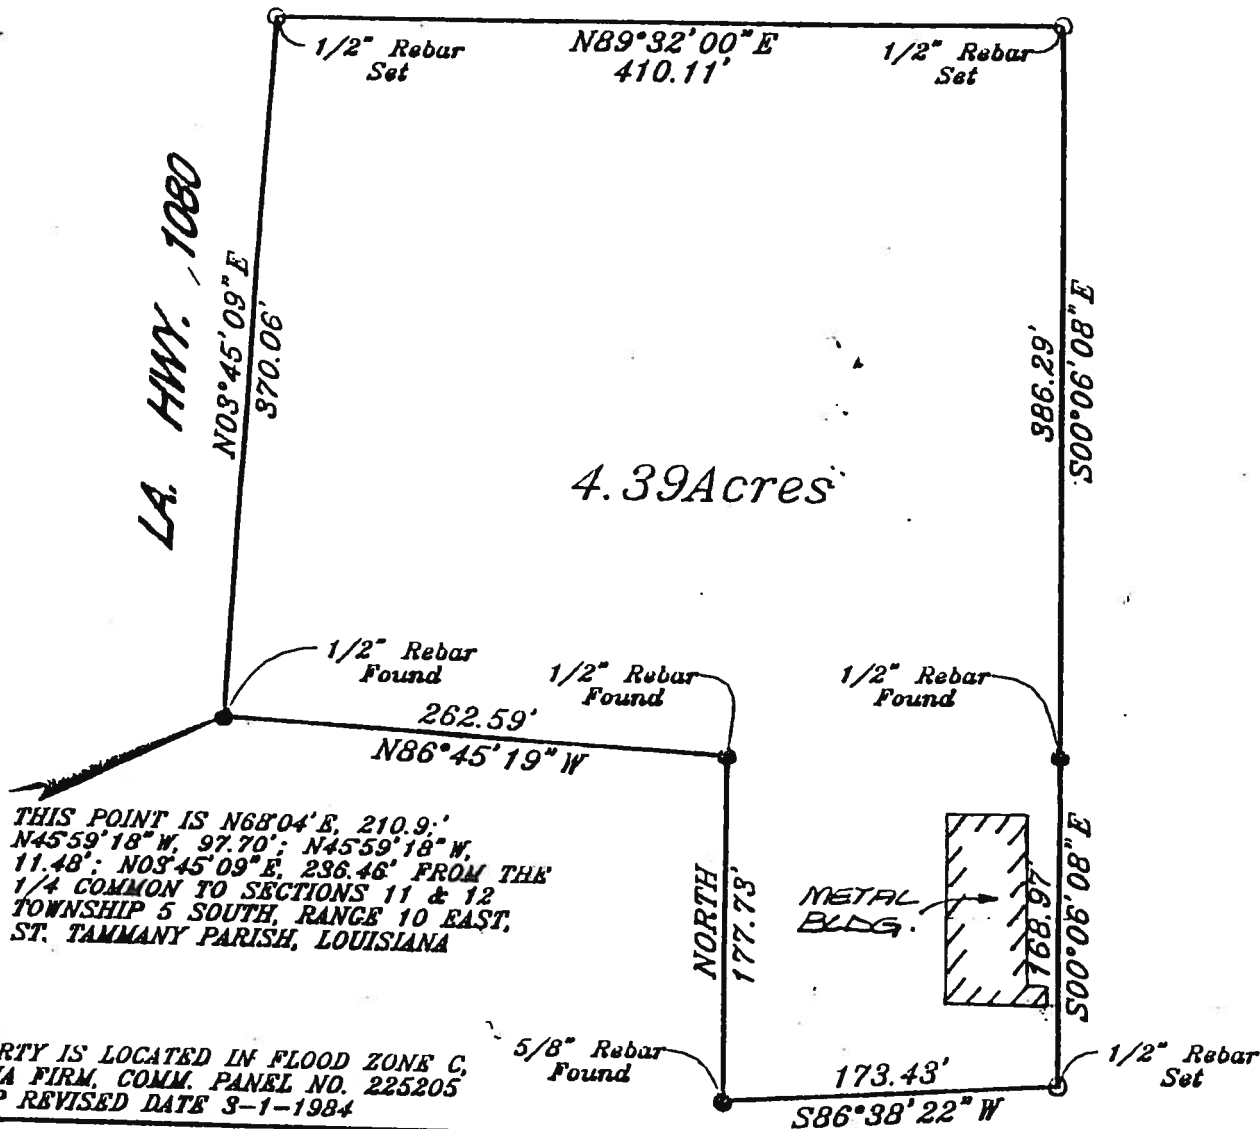 1/2" Rebar
Set
N89°32'00"E
410.11'
1/2" Rebar
Set
LA. HWY. 1080
N03°45'09"E
370.06'
386.29'
S00°06'08"E
4.39Acres
1/2" Rebar
Found
1/2" Rebar
Found
1/2" Rebar
Found
262.59'
N86°45'19"W
THIS POINT IS N68°04'E, 210.9;'
N45°59'18"W, 97.70'; N45°59'18"W,
11.48'; N03°45'09"E, 236.46' FROM THE
1/4 COMMON TO SECTIONS 11 & 12
TOWNSHIP 5 SOUTH, RANGE 10 EAST,
ST. TAMMANY PARISH, LOUISIANA
NORTH
177.73'
METAL
BLDG.
168.97'
S00°06'08"E
RTY IS LOCATED IN FLOOD ZONE C,
A FIRM, COMM. PANEL NO. 225205
P REVISED DATE 3-1-1984
5/8" Rebar
Found
173.43'
S86°38'22"W
1/2" Rebar
Set